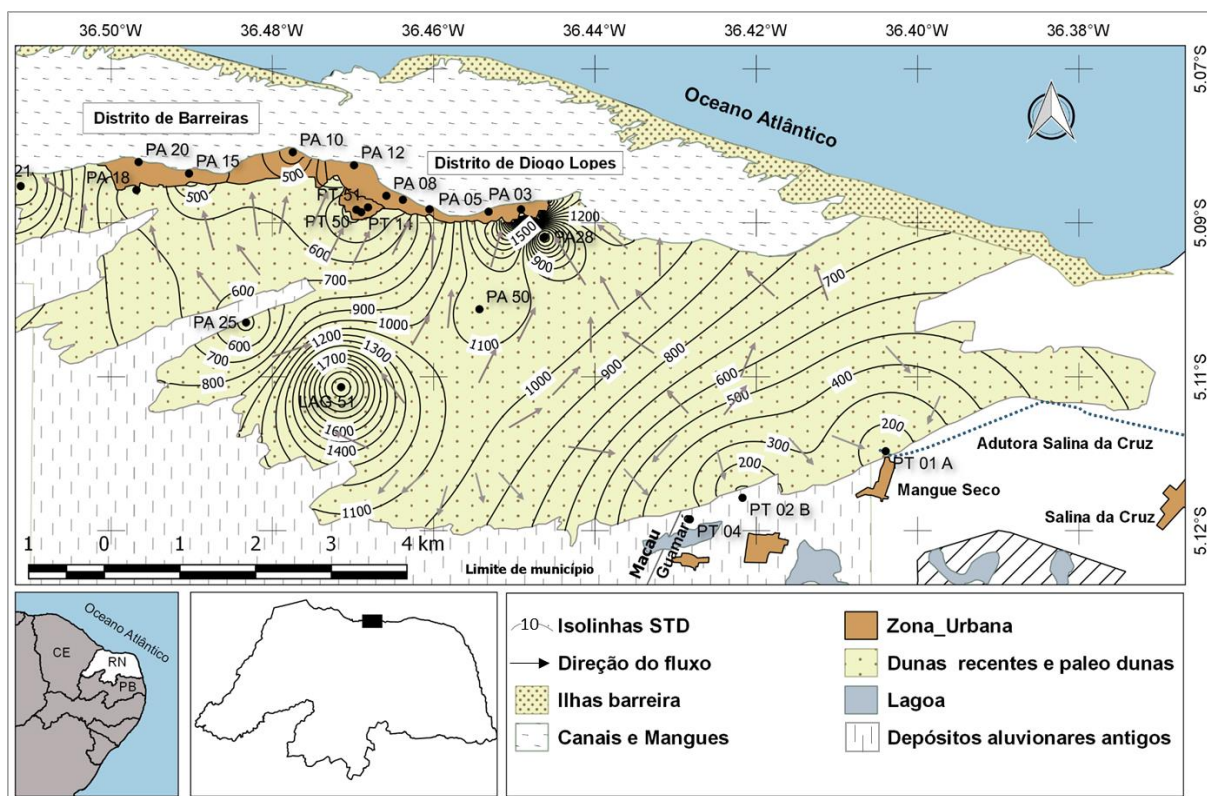 36.50°W 36.48°W 36.46°W 36.44°W 36.42°W 36.40°W 36.38°W
5.07°S
5.09°S
5.11°S
5.12°S
Oceano Atlântico
Distrito de Barreiras
Distrito de Diogo Lopes
PA 10
PA 20
PA 12
PA 15
21
PA 18
PA 08
PA 03
PA 05
500
500
1200
PT 51
PT 50
PT 14
1500
PA28
600
900
700
700
600
PA 50
900
PA 25
1000
600
1200
1100
700
1700
1300
800
800
1000
900
600
400
500
LAG 51
1600
200
1400
300
Adutora Salina da Cruz
PT 01 A
200
Mangue Seco
1100
PT 02 B
PT 04
Salina da Cruz
Macau
Guamaré
1 0 1 2 3 4 km
Limite de município
Oceano Atlântico
CE
RN
PB
10 Isolinhas STD
Direção do fluxo
Ilhas barreira
Canais e Mangues
Zona_Urbana
Dunas recentes e paleo dunas
Lagoa
Depósitos aluvionares antigos